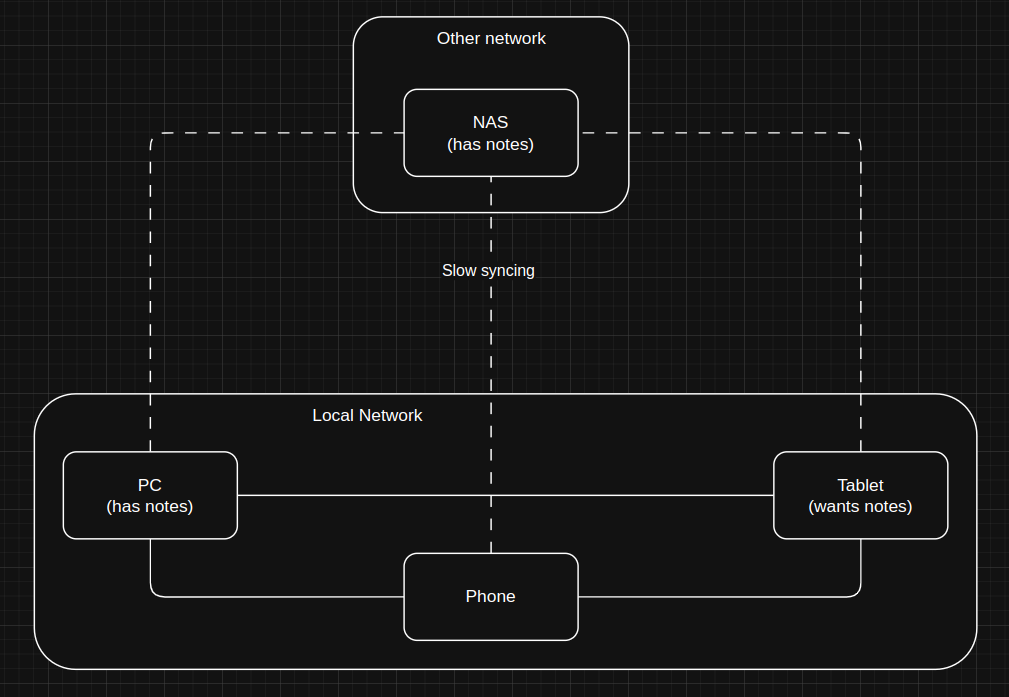 Other network
NAS
(has notes)
Slow syncing
Local Network
PC
(has notes)
Tablet
(wants notes)
Phone